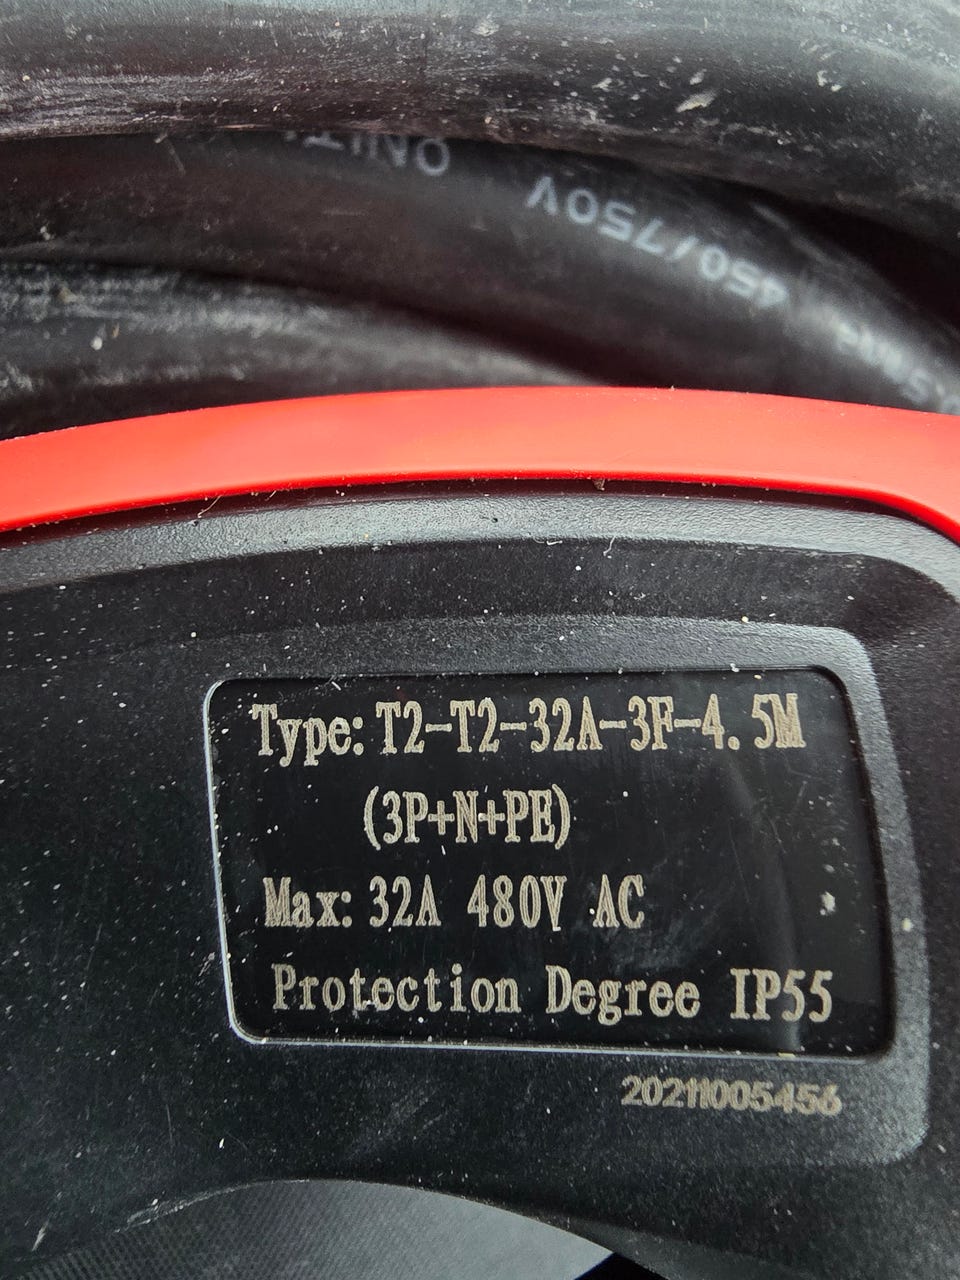 450/750V
Type: T2-T2-32A-3F-4.5M
(3P+N+PE)
Max: 32A 480V AC
Protection Degree IP55
20211005456